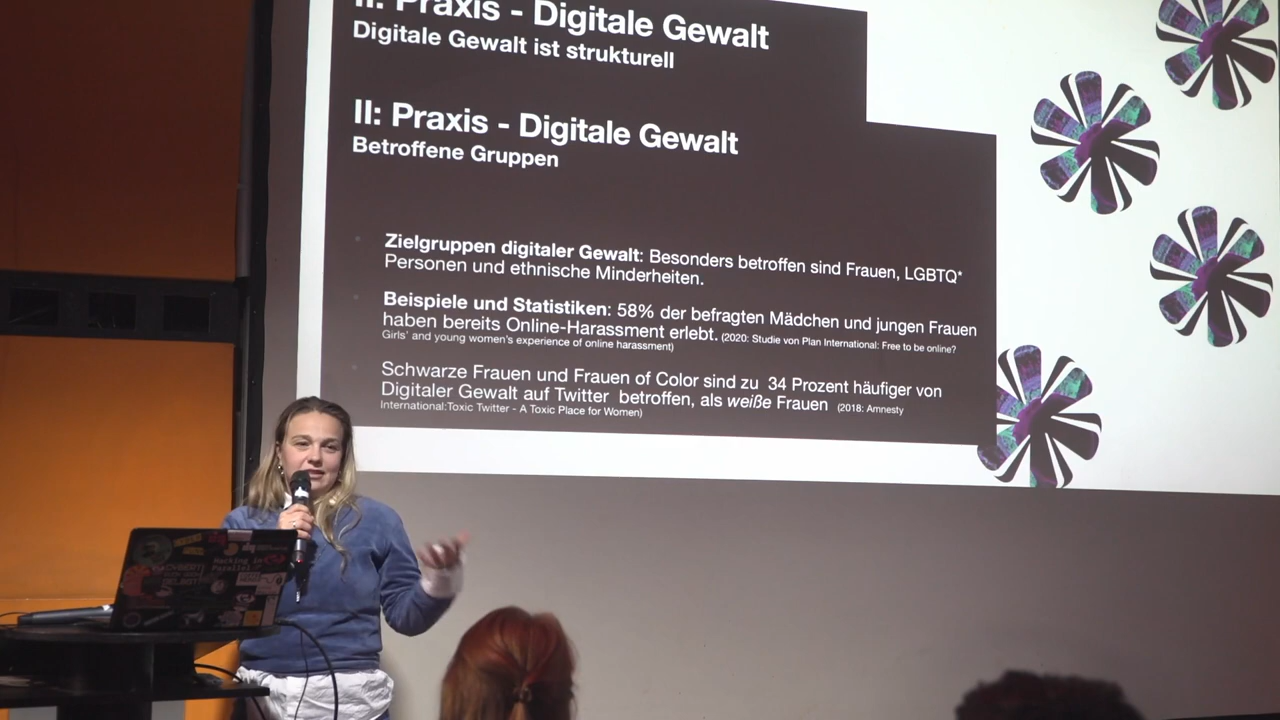 II: Praxis - Digitale Gewalt
Digitale Gewalt ist strukturell
II: Praxis - Digitale Gewalt
Betroffene Gruppen
Zielgruppen digitaler Gewalt: Besonders betroffen sind Frauen, LGBTQ*
Personen und ethnische Minderheiten.
Beispiele und Statistiken: 58% der befragten Mädchen und jungen Frauen
haben bereits Online-Harassment erlebt. (2020: Studie von Plan International: Free to be online?
Girls' and young women's experience of online harassment)
Schwarze Frauen und Frauen of Color sind zu 34 Prozent häufiger von
Digitaler Gewalt auf Twitter betroffen, als weiße Frauen (2018: Amnesty
International:Toxic Twitter - A Toxic Place for Women)
Hacking in
Parallel